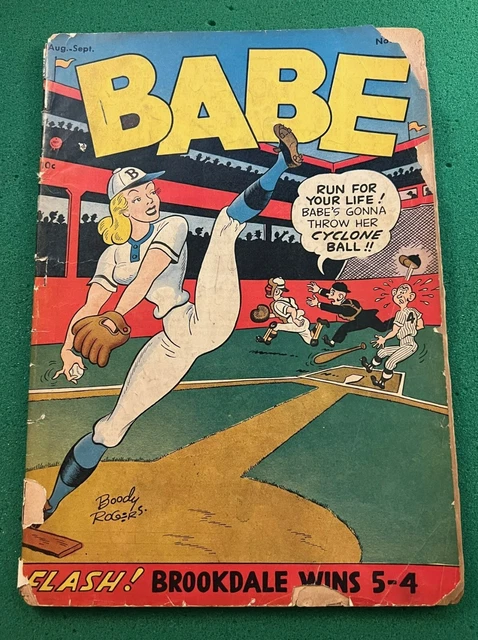 Aug.-Sept.
No.
BABE
0c
B
RUN FOR
YOUR LIFE!
BABE'S GONNA
THROW HER
CYCLONE
BALL!!
4
Boody
ROGERS.
FLASH! BROOKDALE WINS 5-4